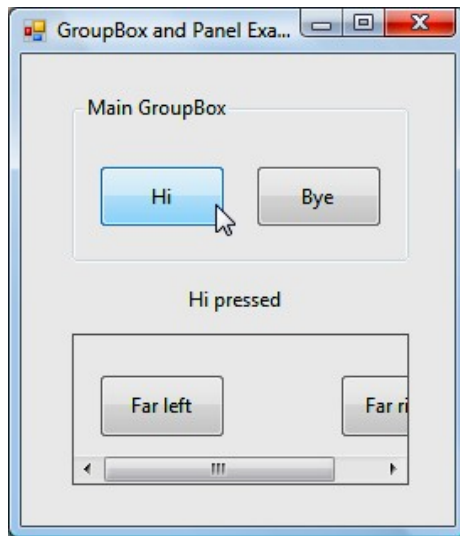 GroupBox and Panel Exa...
Main GroupBox
Hi Bye
Hi pressed
Far left Far ri